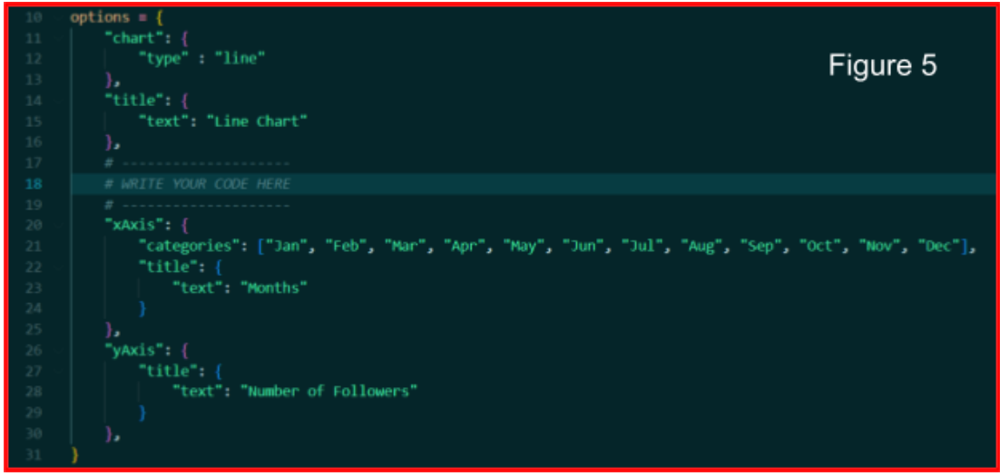 10 options = {
11 "chart": {
12 "type" : "line"
13 },
Figure 5
14 "title": {
15 "text": "Line Chart"
16 },
17 # --------------------
18 # WRITE YOUR CODE HERE
19 # --------------------
20 "xAxis": {
21 "categories": ["Jan", "Feb", "Mar", "Apr", "May", "Jun", "Jul", "Aug", "Sep", "Oct", "Nov", "Dec"],
22 "title": {
23 "text": "Months"
24 }
25 },
26 "yAxis": {
27 "title": {
28 "text": "Number of Followers"
29 }
30 },
31 }